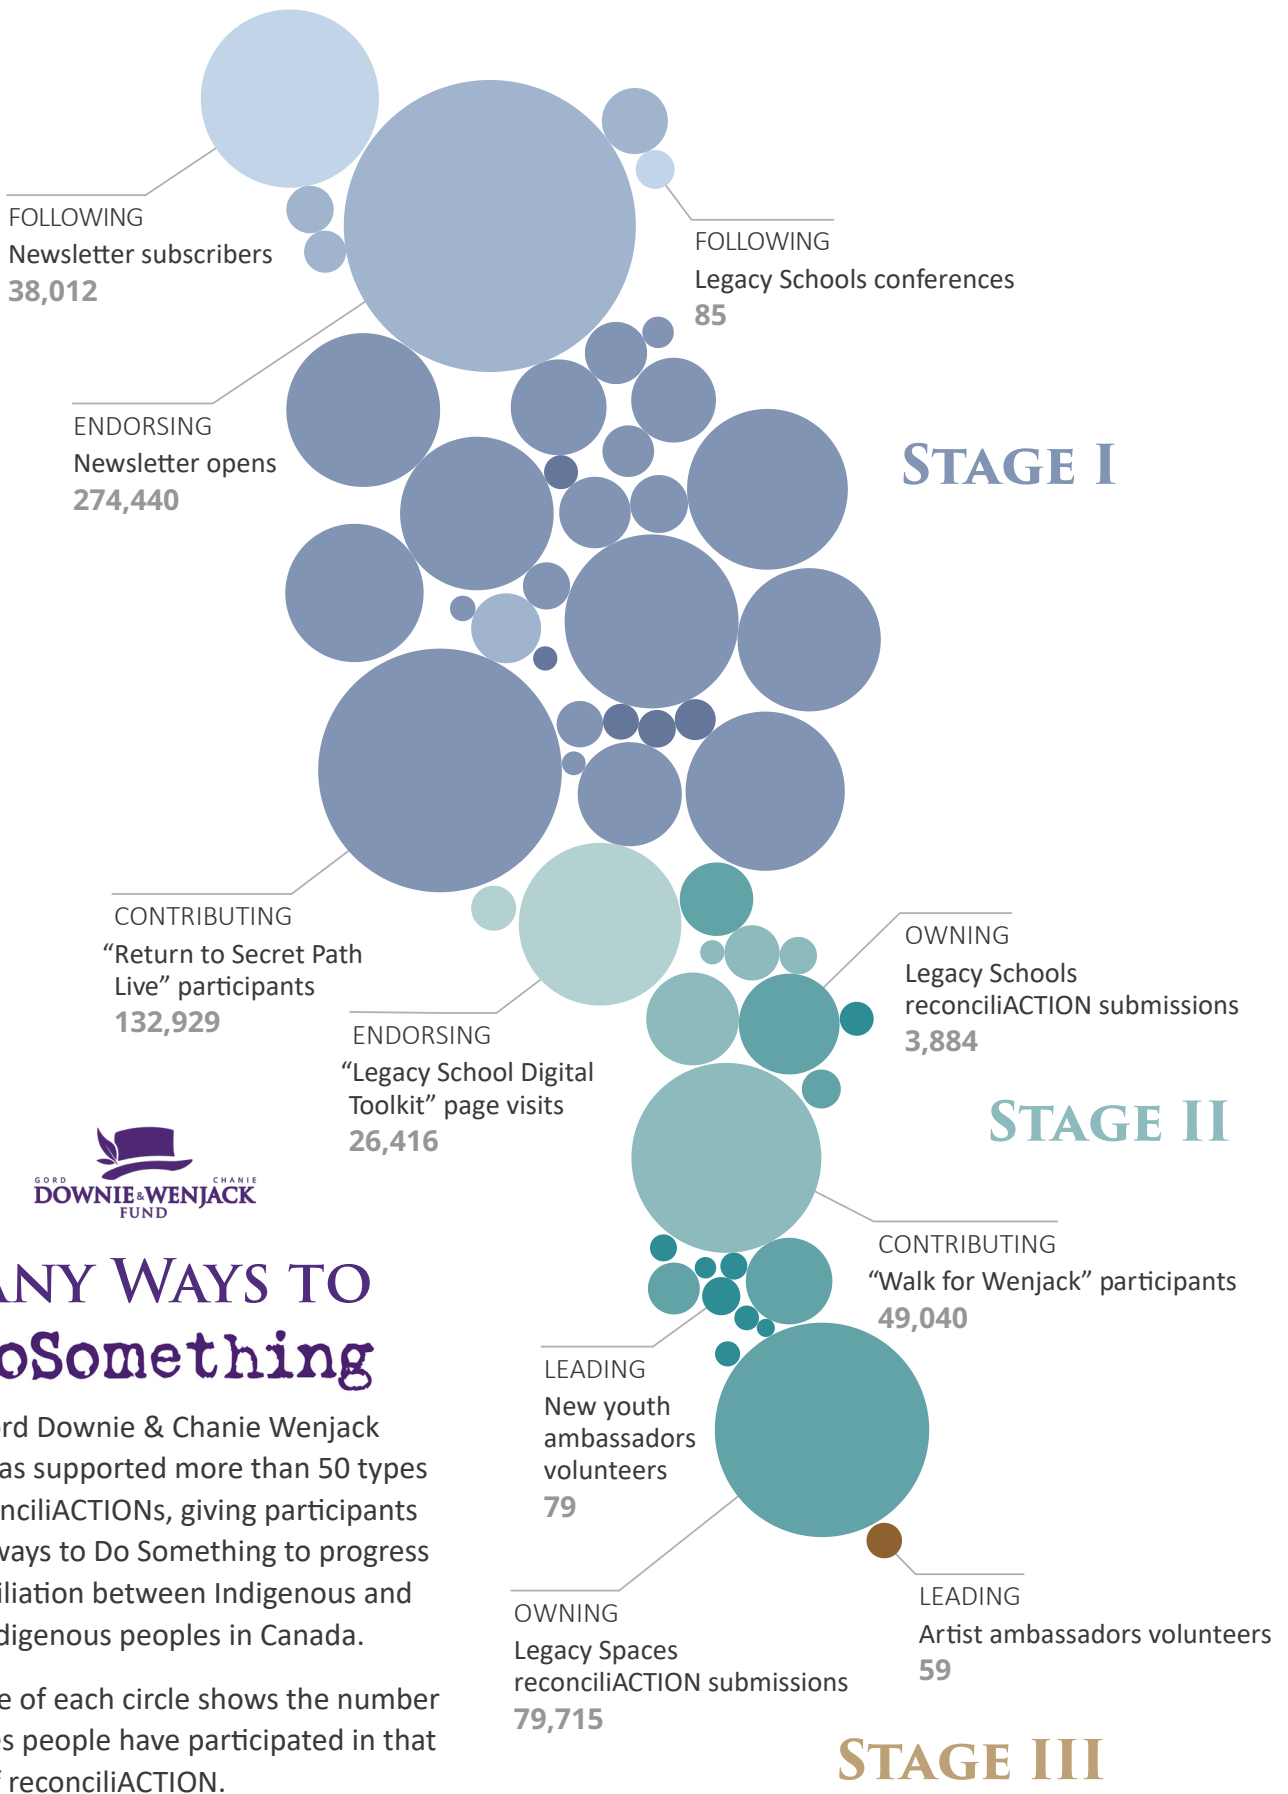 FOLLOWING
Newsletter subscribers
38,012
FOLLOWING
Legacy Schools conferences
85
ENDORSING
Newsletter opens
274,440
STAGE I
CONTRIBUTING
“Return to Secret Path
Live” participants
132,929
ENDORSING
“Legacy School Digital
Toolkit” page visits
26,416
OWNING
Legacy Schools
reconciliACTION submissions
3,884
STAGE II
GORD CHANIE
DOWNIE&WENJACK
FUND
CONTRIBUTING
“Walk for Wenjack” participants
49,040
ANY WAYS TO
oSomething
rd Downie & Chanie Wenjack
as supported more than 50 types
nciliACTIONs, giving participants
ways to Do Something to progress
iliation between Indigenous and
digenous peoples in Canada.
e of each circle shows the number
es people have participated in that
f reconciliACTION.
LEADING
New youth
ambassadors
volunteers
79
OWNING
Legacy Spaces
reconciliACTION submissions
79,715
LEADING
Artist ambassadors volunteers
59
STAGE III